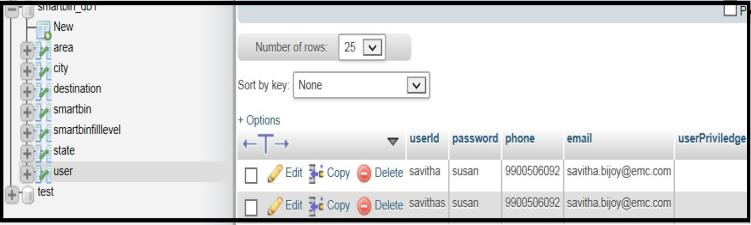 smartbin_db1
New
area
city
destination
smartbin
smartbinfilllevel
state
user
test
Number of rows: 25
Sort by key: None
+ Options
userId password phone email userPriviledge
Edit Copy Delete savitha susan 9900506092 savitha.bijoy@emc.com
Edit Copy Delete savithas susan 9900506092 savitha.bijoy@emc.com